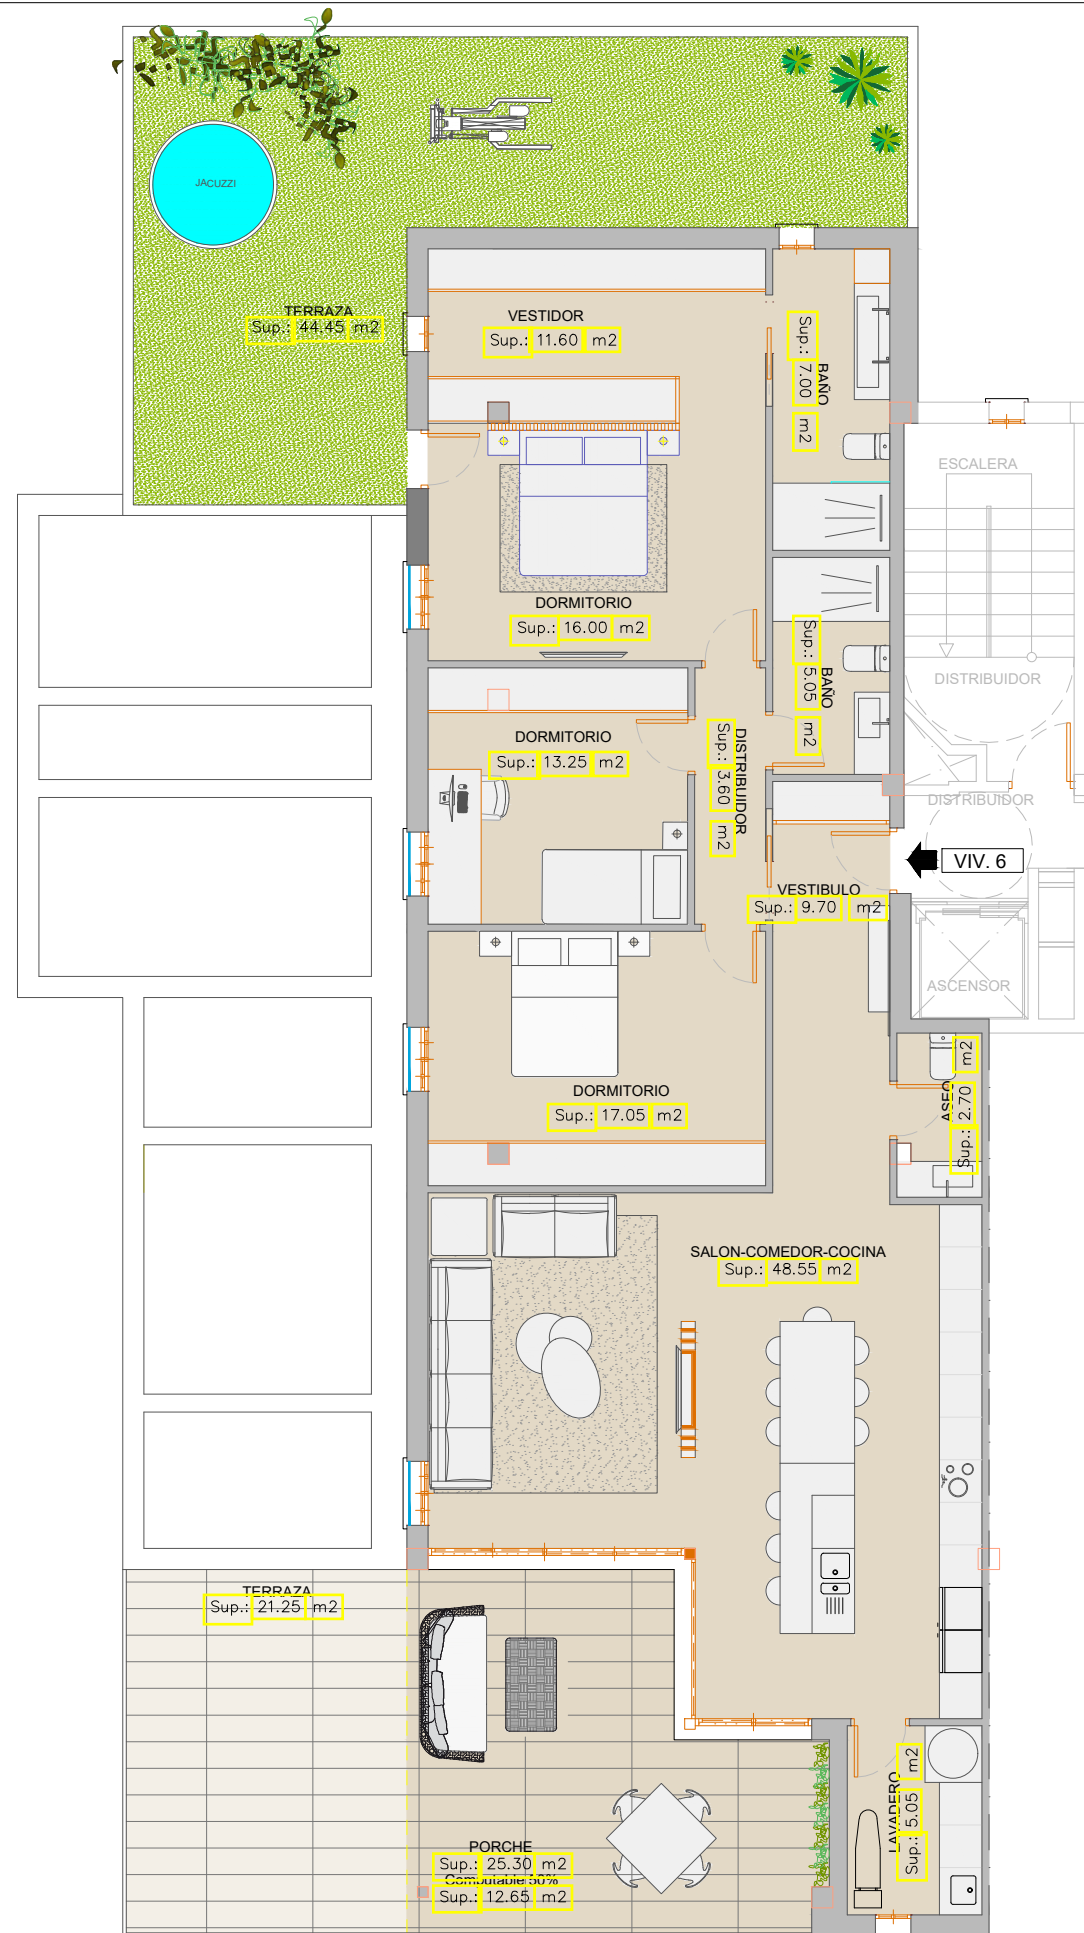 JACUZZI
TERRAZA
Sup.: 44.45 m2
VESTIDOR
Sup.: 11.60 m2
BAÑO
Sup.: 7.00 m2
ESCALERA
DORMITORIO
Sup.: 16.00 m2
BAÑO
Sup.: 5.05 m2
DISTRIBUIDOR
DORMITORIO
Sup.: 13.25 m2
DISTRIBUIDOR
Sup.: 3.60 m2
DISTRIBUIDOR
VIV. 6
VESTIBULO
Sup.: 9.70 m2
ASCENSOR
DORMITORIO
Sup.: 17.05 m2
ASEO
Sup.: 2.70 m2
SALON-COMEDOR-COCINA
Sup.: 48.55 m2
TERRAZA
Sup.: 21.25 m2
LAVADERO
Sup.: 5.05 m2
PORCHE
Sup.: 25.30 m2
Computable 50%
Sup.: 12.65 m2